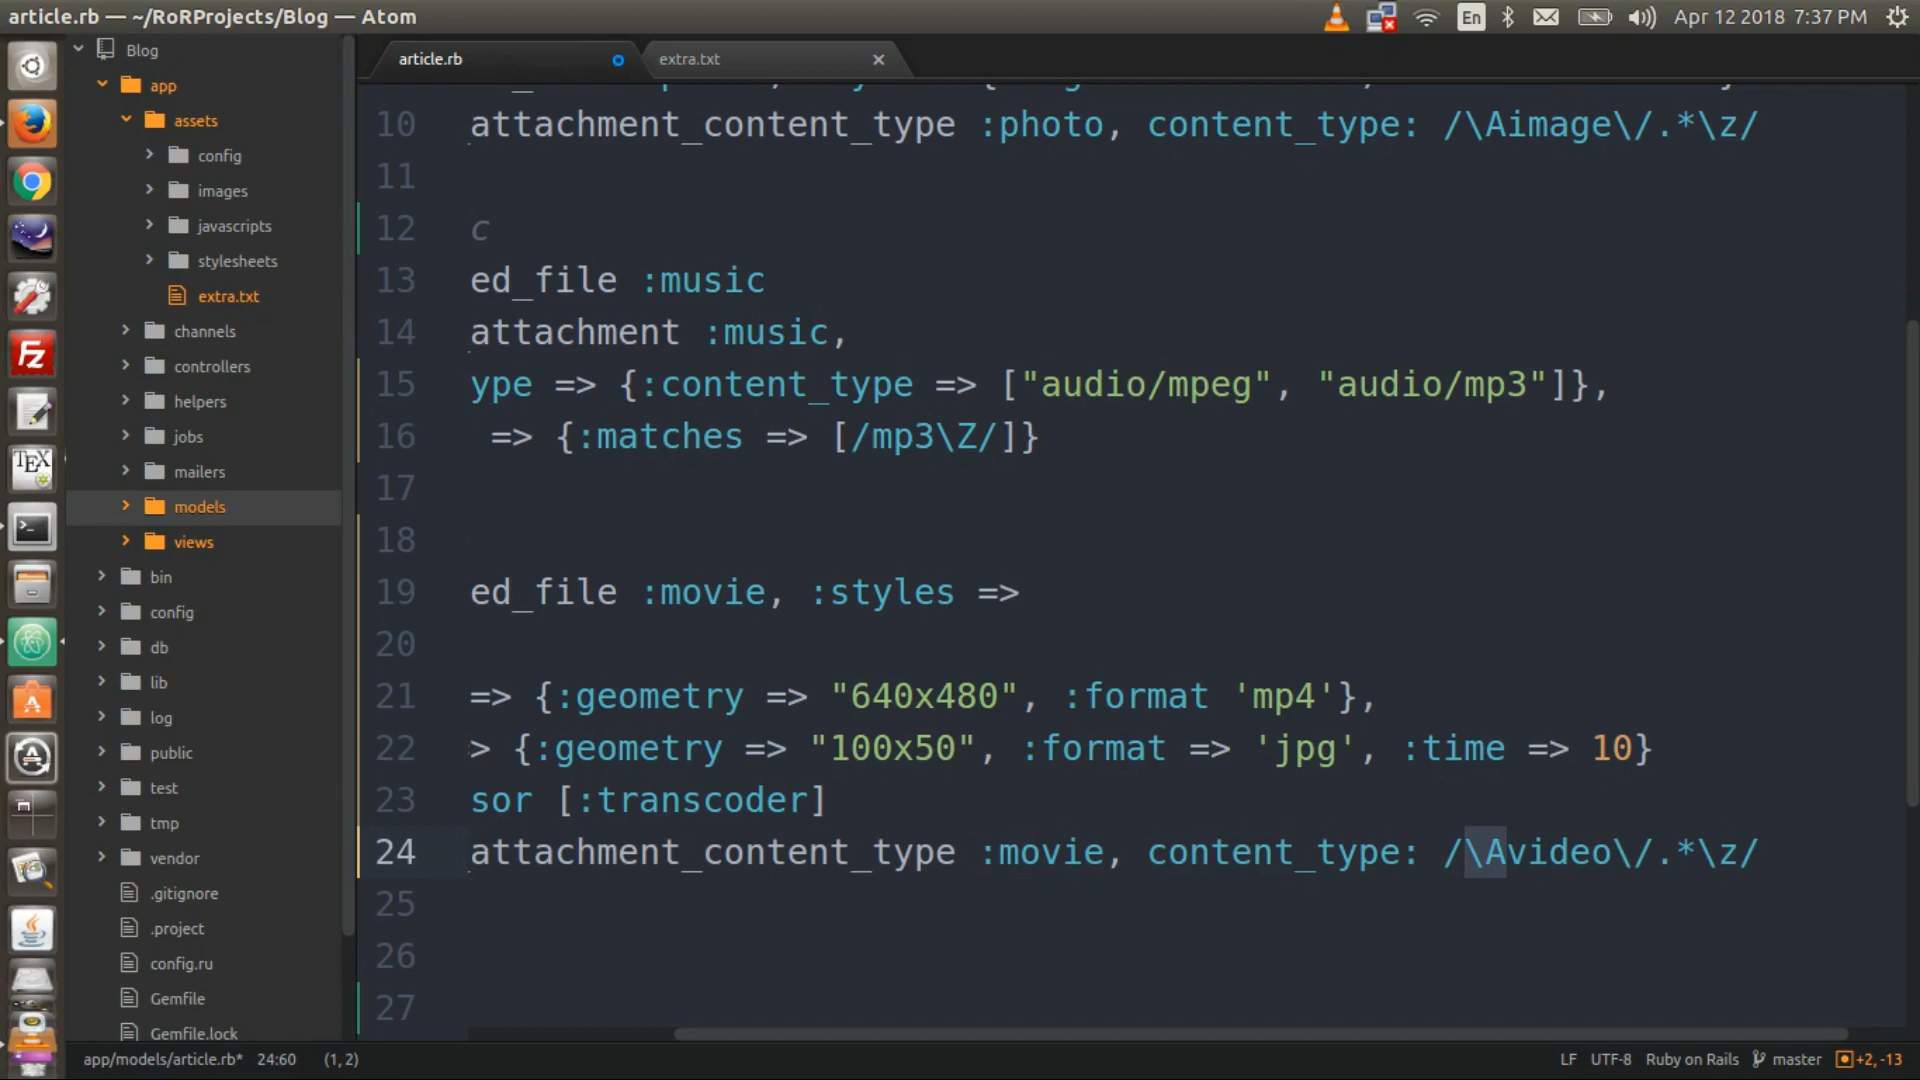 article.rb — ~/RoRProjects/Blog — Atom
En
Apr 12 2018 7:37 PM
Blog
app
assets
config
images
javascripts
stylesheets
extra.txt
channels
controllers
helpers
jobs
mailers
models
views
bin
config
db
lib
log
public
test
tmp
vendor
.gitignore
.project
config.ru
Gemfile
Gemfile.lock
article.rb
extra.txt
10 attachment_content_type :photo, content_type: /\Aimage\/.*\z/
11
12 c
13 ed_file :music
14 attachment :music,
15 ype => {:content_type => ["audio/mpeg", "audio/mp3"]},
16 => {:matches => [/mp3\Z/]}
17
18
19 ed_file :movie, :styles =>
20
21 => {:geometry => "640x480", :format 'mp4'},
22 > {:geometry => "100x50", :format => 'jpg', :time => 10}
23 sor [:transcoder]
24 attachment_content_type :movie, content_type: /\Avideo\/.*\z/
25
26
27
app/models/article.rb* 24:60 (1, 2)
LF UTF-8 Ruby on Rails master +2, -13
Fz
TEX